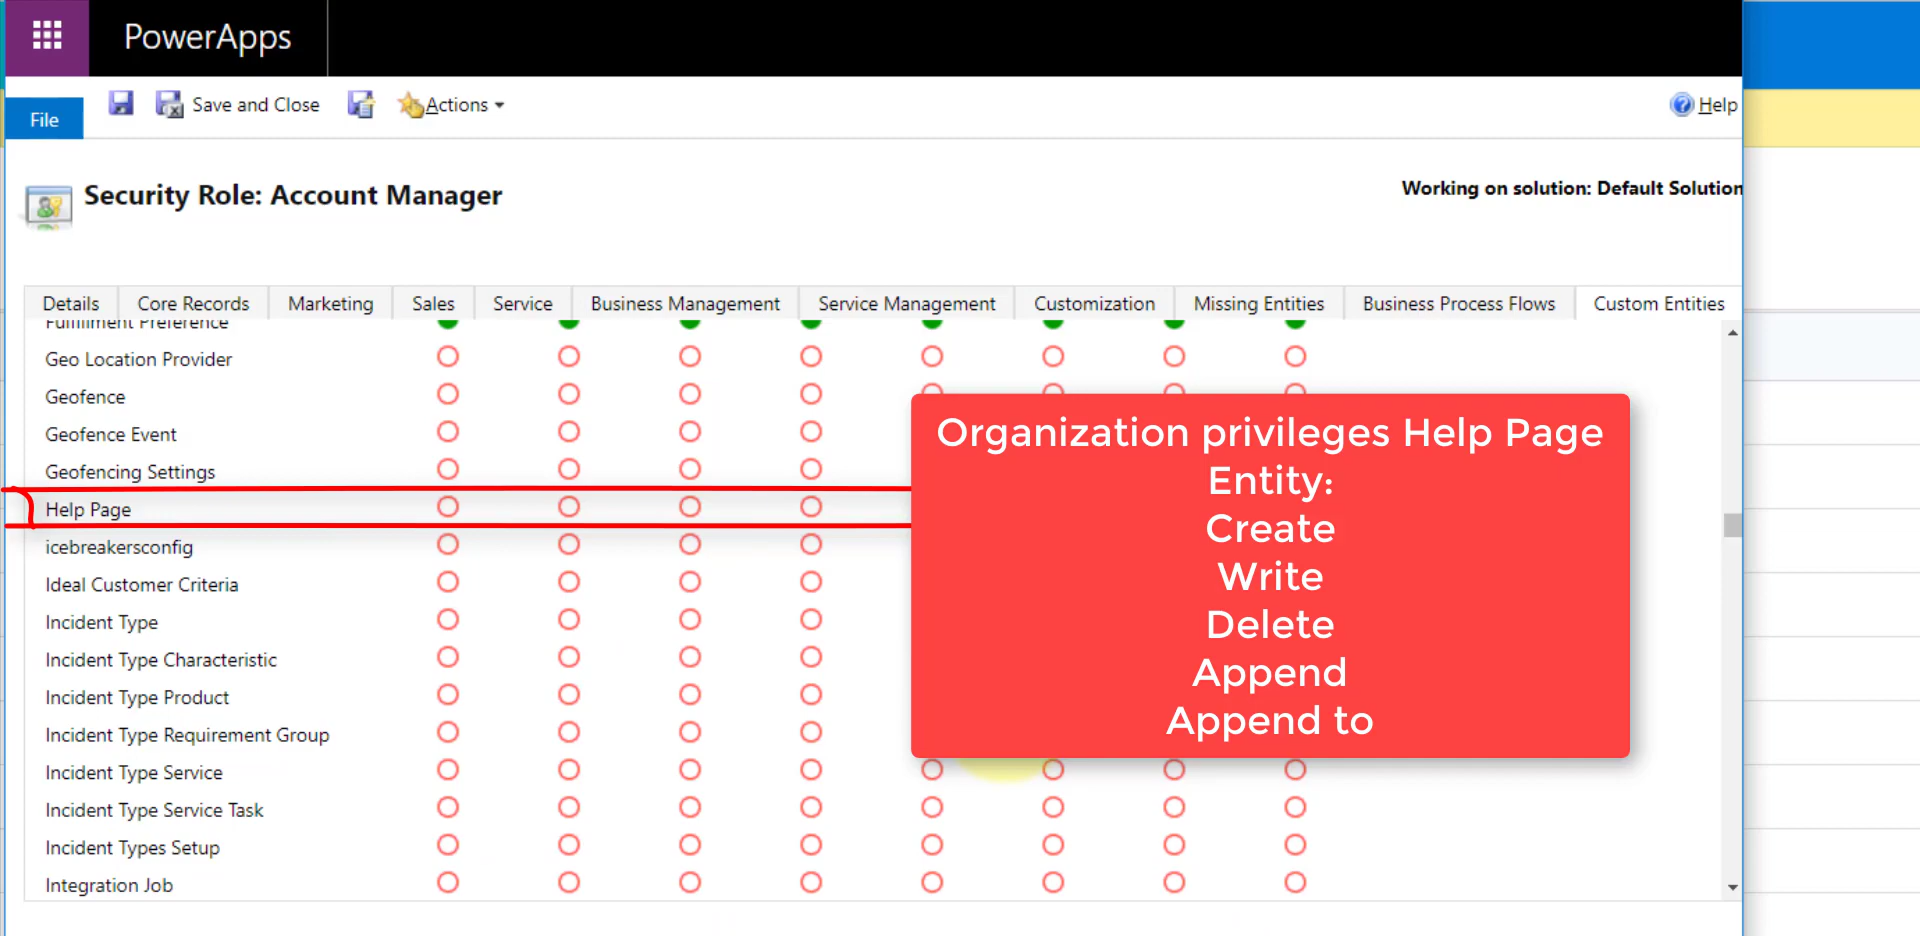 PowerApps
File
Save and Close
Actions
Help
Security Role: Account Manager
Working on solution: Default Solution
Details
Core Records
Marketing
Sales
Service
Business Management
Service Management
Customization
Missing Entities
Business Process Flows
Custom Entities
Fulfillment Preference
Geo Location Provider
Geofence
Geofence Event
Geofencing Settings
Help Page
icebreakersconfig
Ideal Customer Criteria
Incident Type
Incident Type Characteristic
Incident Type Product
Incident Type Requirement Group
Incident Type Service
Incident Type Service Task
Incident Types Setup
Integration Job
Organization privileges Help Page
Entity:
Create
Write
Delete
Append
Append to